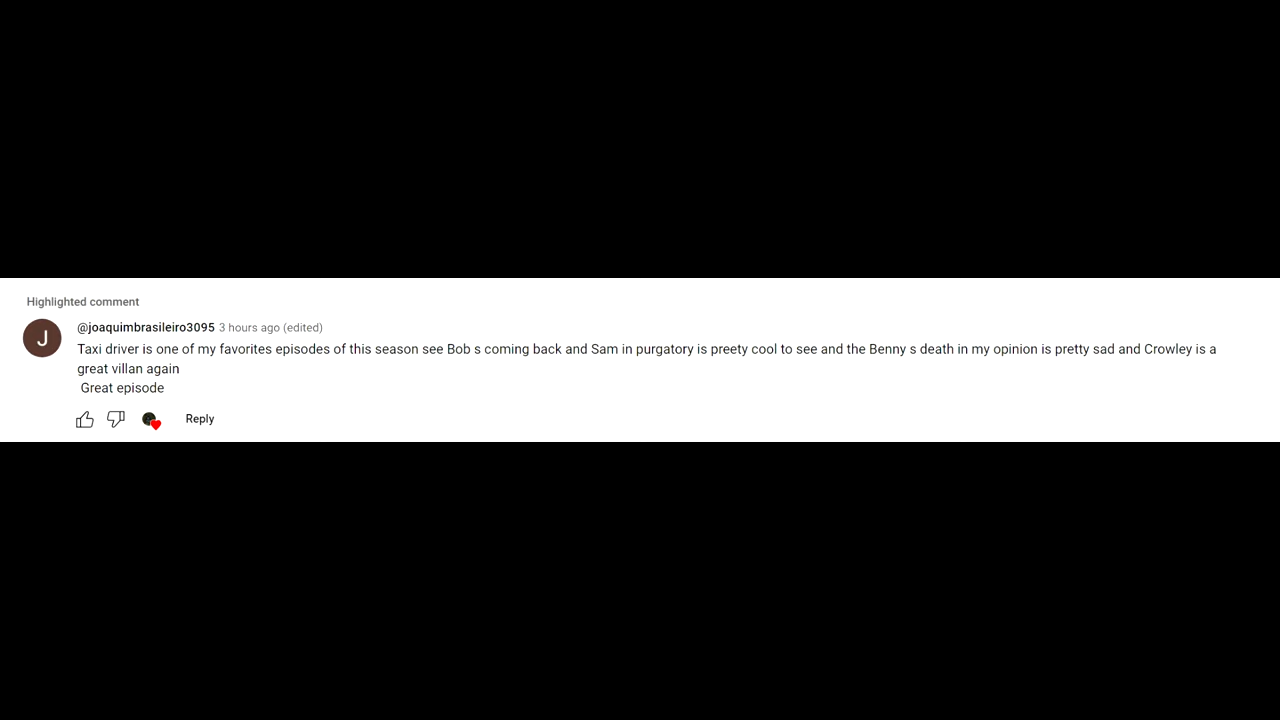 Highlighted comment
J
@joaquimbrasileiro3095 3 hours ago (edited)
Taxi driver is one of my favorites episodes of this season see Bob s coming back and Sam in purgatory is preety cool to see and the Benny s death in my opinion is pretty sad and Crowley is a
great villan again
Great episode
Reply